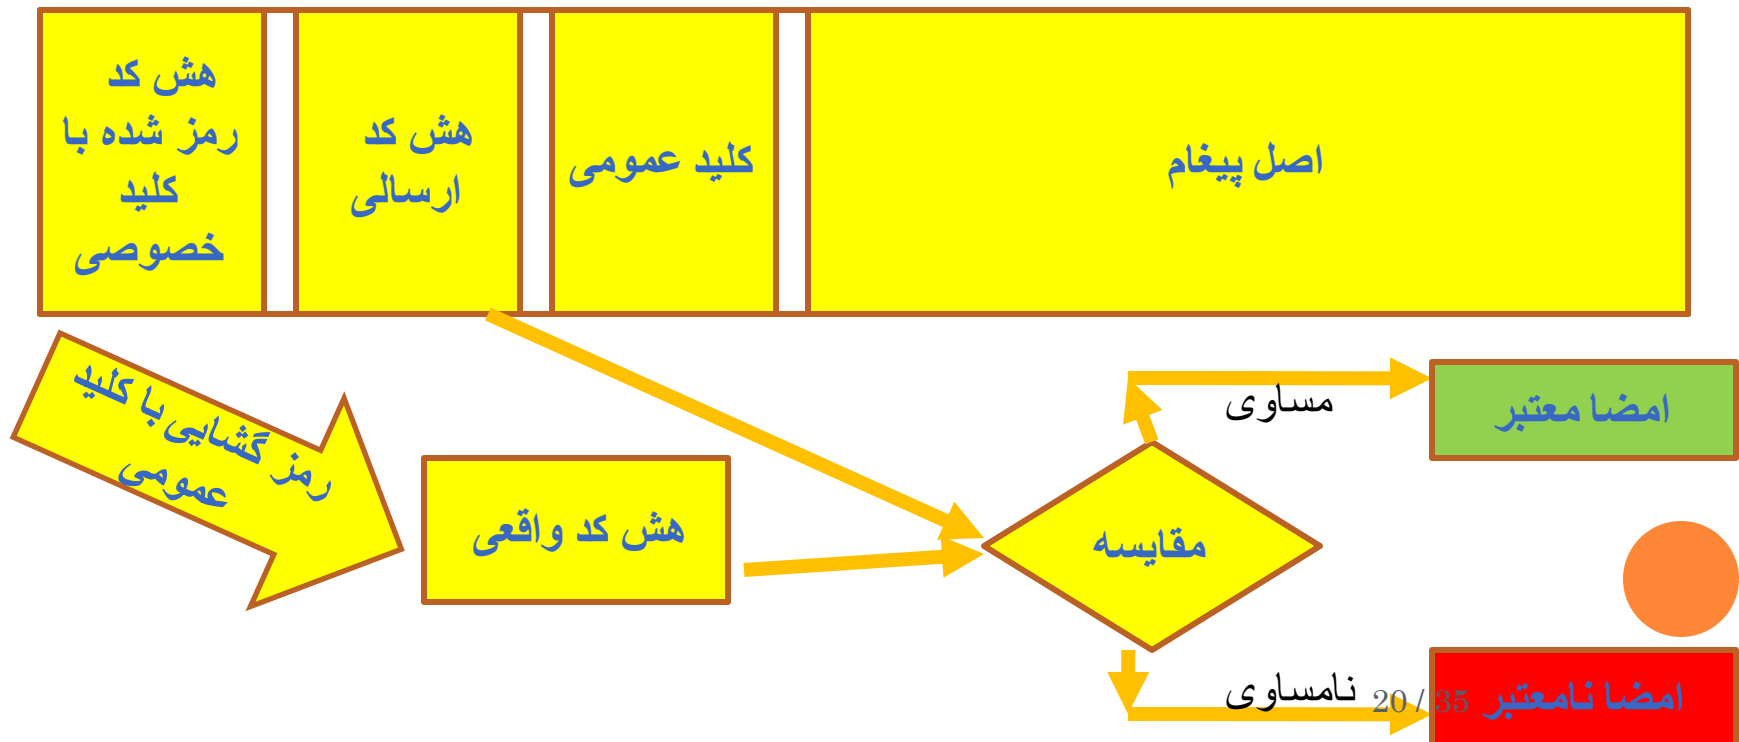 اصل پیغام
کلید عمومی
هش کد
ارسالی
هش کد
رمز شده با
کلید
خصوصی
رمز گشایی با کلید
عمومی
هش کد واقعی
مقایسه
مساوی
امضا معتبر
نامساوی
امضا نامعتبر
20 / 35